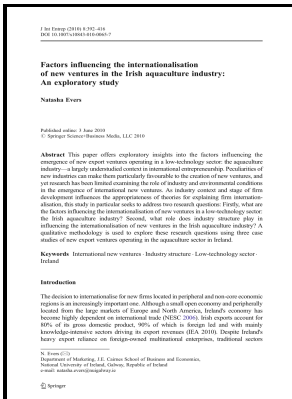 J Int Entrep (2010) 8:392–416
DOI 10.1007/s10843-010-0065-7
Factors influencing the internationalisation
of new ventures in the Irish aquaculture industry:
An exploratory study
Natasha Evers
Published online: 3 June 2010
© Springer Science+Business Media, LLC 2010
Abstract This paper offers exploratory insights into the factors influencing the
emergence of new export ventures operating in a low-technology sector: the aquaculture
industry—a largely understudied context in international entrepreneurship. Peculiarities of
new industries can make them particularly favourable to the creation of new ventures, and
yet research has been limited examining the role of industry and environmental conditions
in the emergence of international new ventures. As industry context and stage of firm
development influences the appropriateness of theories for explaining firm internation-
alisation, this study in particular seeks to address two research questions: Firstly, what are
the factors influencing the internationalisation of new ventures in a low-technology sector:
the Irish aquaculture industry? Second, what role does industry structure play in
influencing the internationalisation of new ventures in the Irish aquaculture industry? A
qualitative methodology is used to explore these research questions using three case
studies of new export ventures operating in the aquaculture sector in Ireland.
Keywords International new ventures · Industry structure · Low-technology sector ·
Ireland
Introduction
The decision to internationalise for new firms located in peripheral and non-core economic
regions is an increasingly important one. Although a small open economy and peripherally
located from the large markets of Europe and North America, Ireland's economy has
become highly dependent on international trade (NESC 2006). Irish exports account for
80% of its gross domestic product, 90% of which is foreign led and with mainly
knowledge-intensive sectors driving its export revenues (IEA 2010). Despite Ireland's
heavy export reliance on foreign-owned multinational enterprises, traditional sectors
N. Evers (✉)
Department of Marketing, J.E. Cairnes School of Business and Economics,
National University of Ireland, Galway, Republic of Ireland
e-mail: natasha.evers@nuigalway.ie
Springer